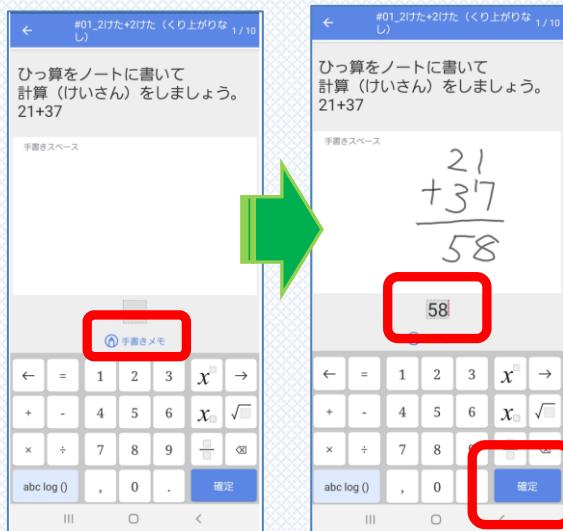 #01_2けた+2けた（くり上がりな
し）
1 / 10
ひっ算をノートに書いて
計算（けいさん）をしましょう。
21+37
手書きスペース
手書きメモ
← = 1 2 3 x →
+ - 4 5 6 x √
× ÷ 7 8 9
abc log () , 0 . 確定
#01_2けた+2けた（くり上がりな
し）
1 / 10
ひっ算をノートに書いて
計算（けいさん）をしましょう。
21+37
手書きスペース
21
+37
58
58
← = 1 2 3 x →
+ - 4 5 6 x √
× ÷ 7 8 9
abc log () , 0 確定